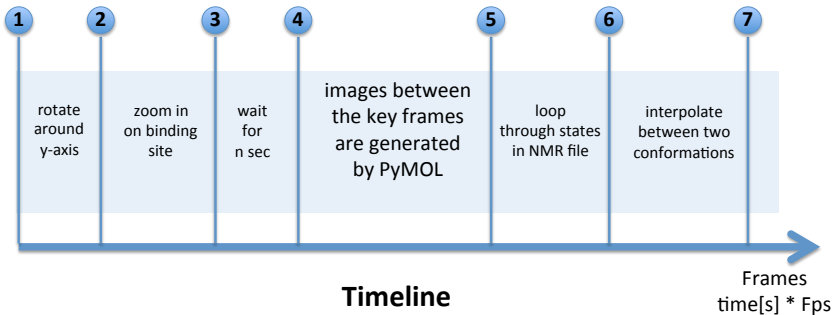 1 2 3 4 5 6 7
rotate
around
y-axis
zoom in
on binding
site
wait
for
n sec
images between
the key frames
are generated
by PyMOL
loop
through states
in NMR file
interpolate
between two
conformations
Timeline
Frames
time[s] * Fps